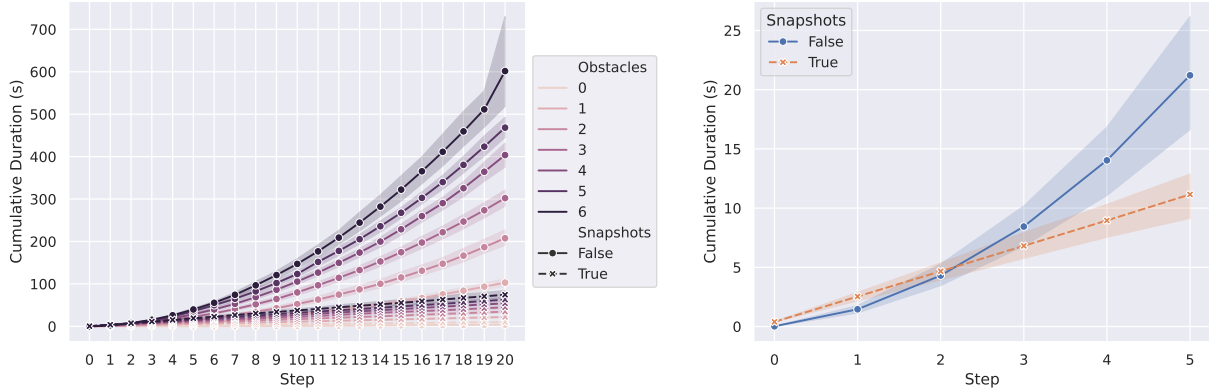 700
600
500
400
300
200
100
0
Cumulative Duration (s)
0 1 2 3 4 5 6 7 8 9 10 11 12 13 14 15 16 17 18 19 20
Step
Obstacles
0
1
2
3
4
5
6
Snapshots
False
True
25
20
15
10
5
0
Cumulative Duration (s)
0 1 2 3 4 5
Step
Snapshots
False
True